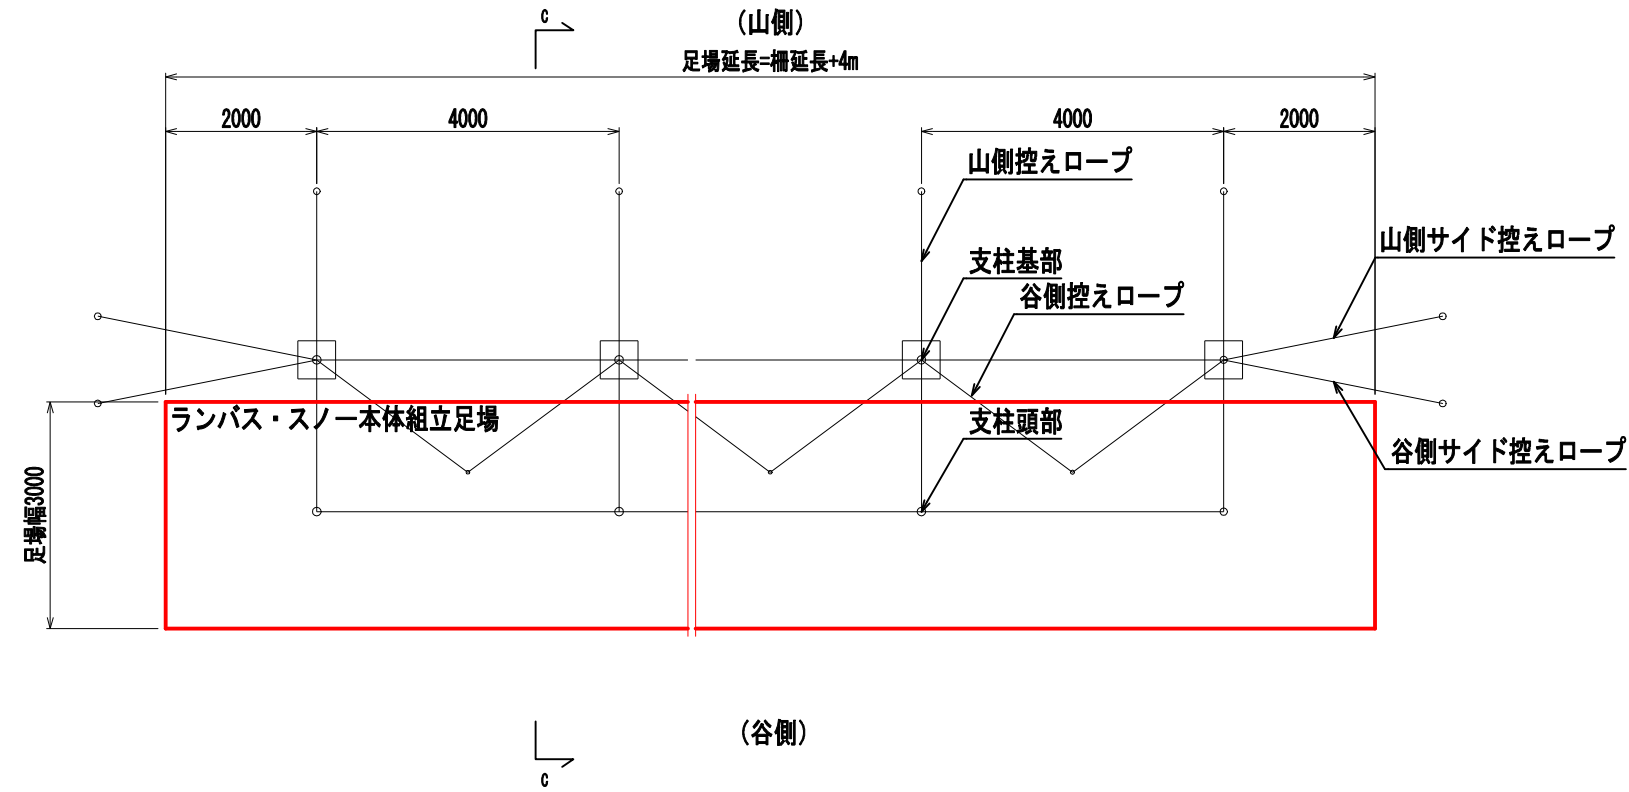 c
(山側)
足場延長=柵延長+4m
2000
4000
4000
2000
山側控えロープ
山側サイド控えロープ
支柱基部
谷側控えロープ
ランバス・スノー本体組立足場
支柱頭部
谷側サイド控えロープ
足場幅3000
(谷側)
c